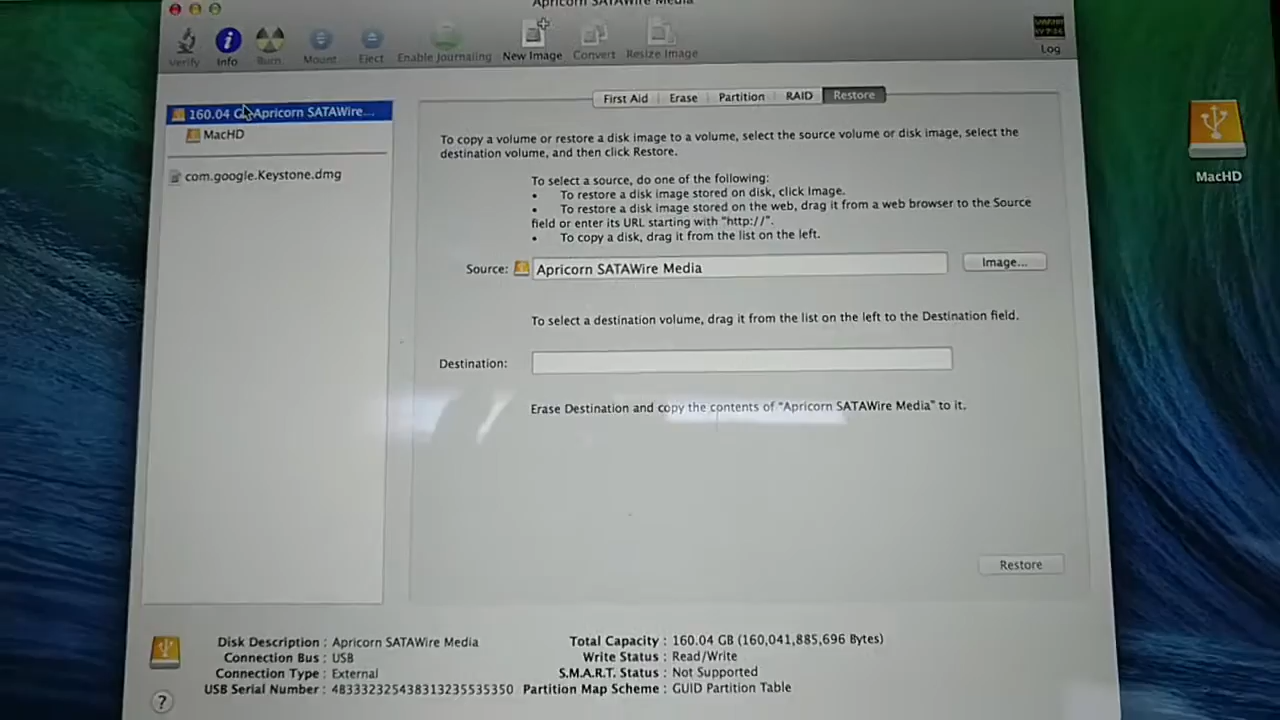 Apricorn SATAWire Media
Verify Info Burn Mount Eject Enable Journaling New Image Convert Resize Image Log
160.04 G Apricorn SATAWire...
MacHD
com.google.Keystone.dmg
First Aid Erase Partition RAID Restore
To copy a volume or restore a disk image to a volume, select the source volume or disk image, select the
destination volume, and then click Restore.
To select a source, do one of the following:
• To restore a disk image stored on disk, click Image.
• To restore a disk image stored on the web, drag it from a web browser to the Source
field or enter its URL starting with "http://".
• To copy a disk, drag it from the list on the left.
Source: Apricorn SATAWire Media Image...
To select a destination volume, drag it from the list on the left to the Destination field.
Destination:
Erase Destination and copy the contents of "Apricorn SATAWire Media" to it.
Restore
Disk Description : Apricorn SATAWire Media Total Capacity : 160.04 GB (160,041,885,696 Bytes)
Connection Bus : USB Write Status : Read/Write
Connection Type : External S.M.A.R.T. Status : Not Supported
USB Serial Number : 483332325438313235535350 Partition Map Scheme : GUID Partition Table
?
MacHD